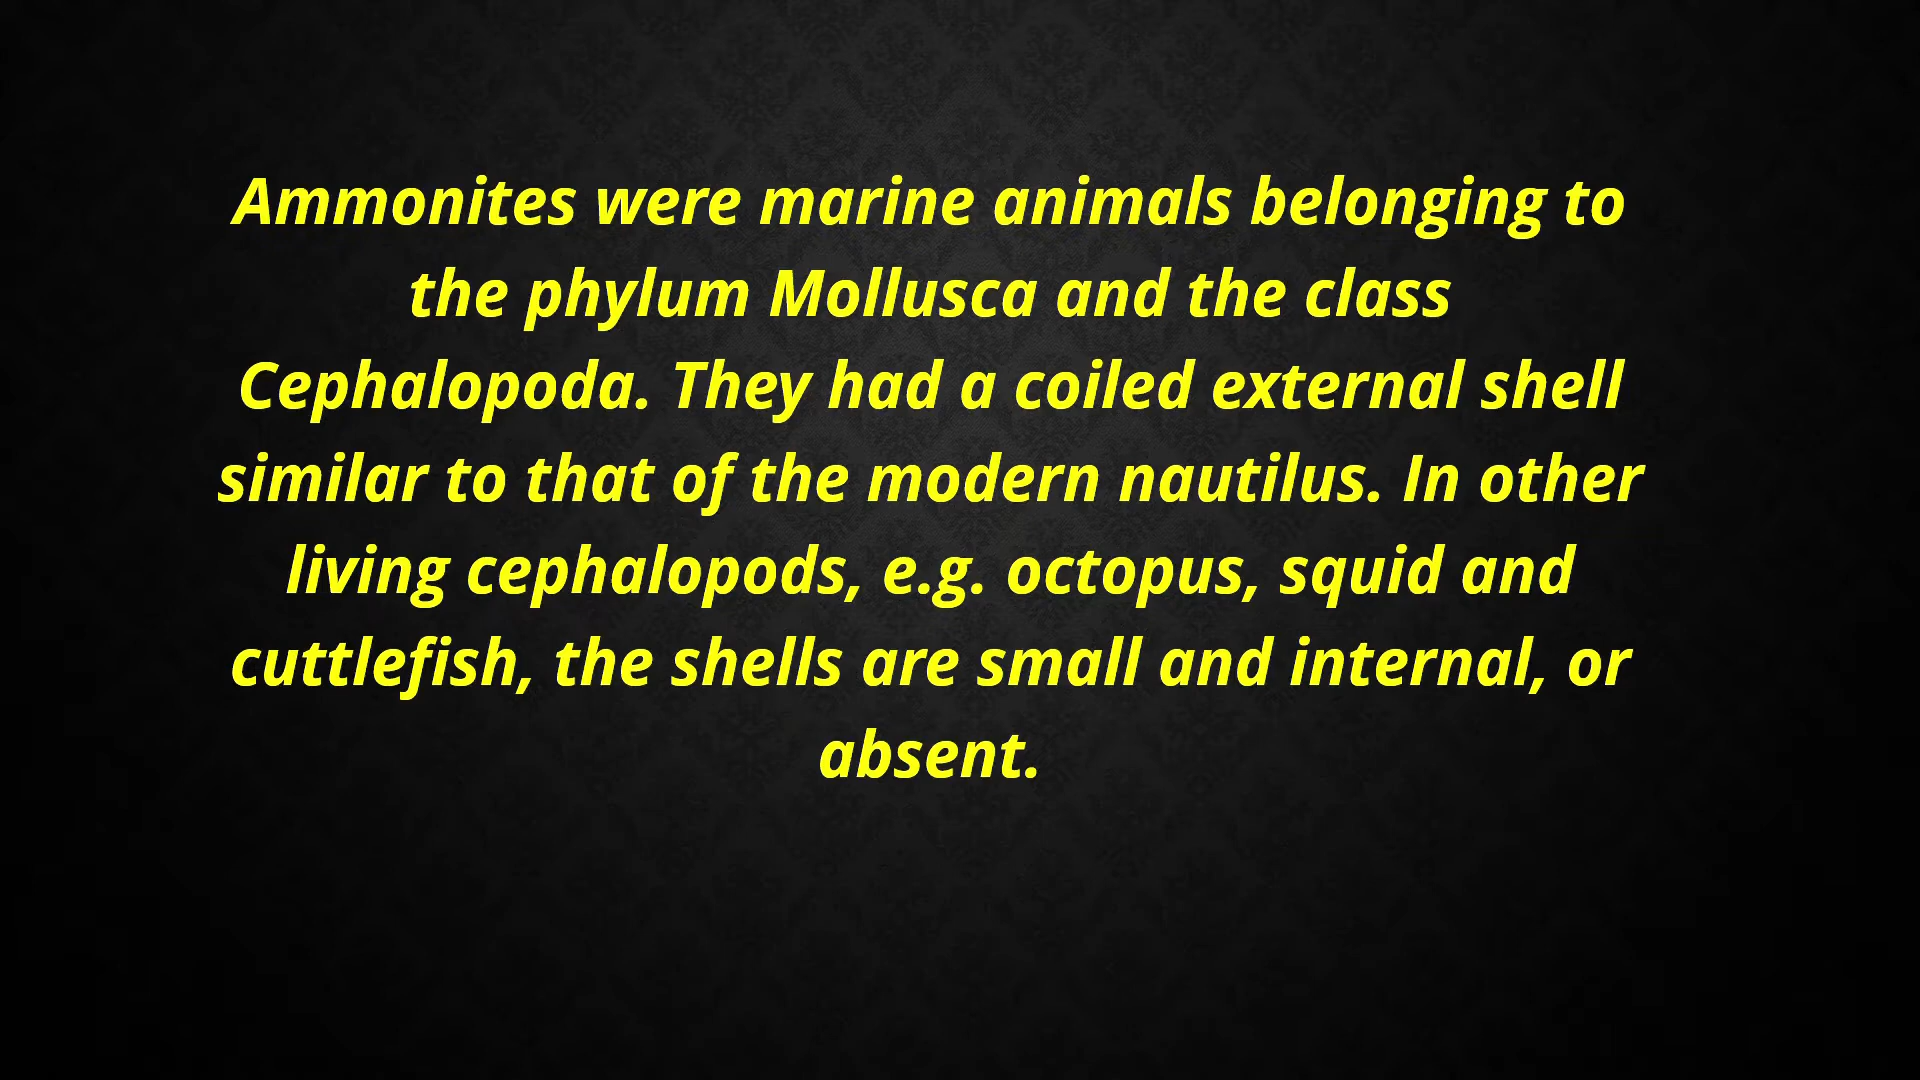 Ammonites were marine animals belonging to
the phylum Mollusca and the class
Cephalopoda. They had a coiled external shell
similar to that of the modern nautilus. In other
living cephalopods, e.g. octopus, squid and
cuttlefish, the shells are small and internal, or
absent.